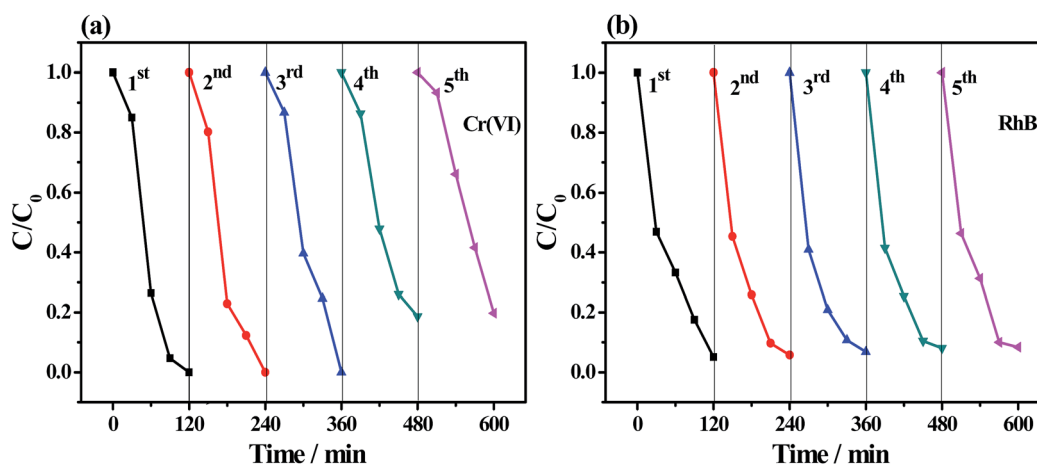 (a)
1st 2nd 3rd 4th 5th
Cr(VI)
1.0
0.8
0.6
0.4
0.2
0.0
C/C0
0 120 240 360 480 600
Time / min
(b)
1st 2nd 3rd 4th 5th
RhB
1.0
0.8
0.6
0.4
0.2
0.0
C/C0
0 120 240 360 480 600
Time / min